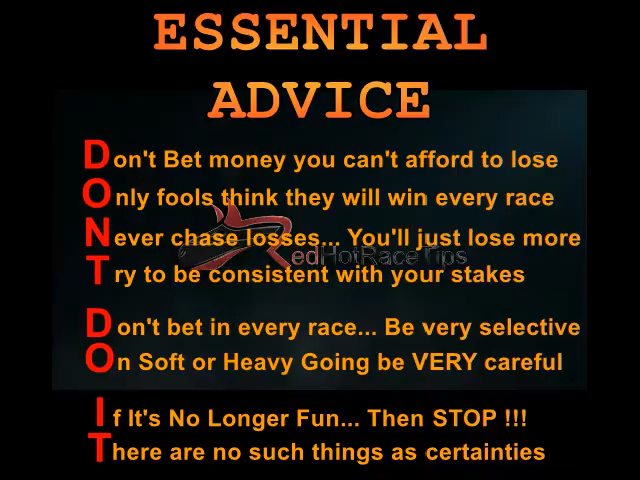 ESSENTIAL
ADVICE
Don't Bet money you can't afford to lose
Only fools think they will win every race
Never chase losses... You'll just lose more
RedHotRaceTips
Try to be consistent with your stakes
Don't bet in every race... Be very selective
On Soft or Heavy Going be VERY careful
If It's No Longer Fun... Then STOP !!!
There are no such things as certainties